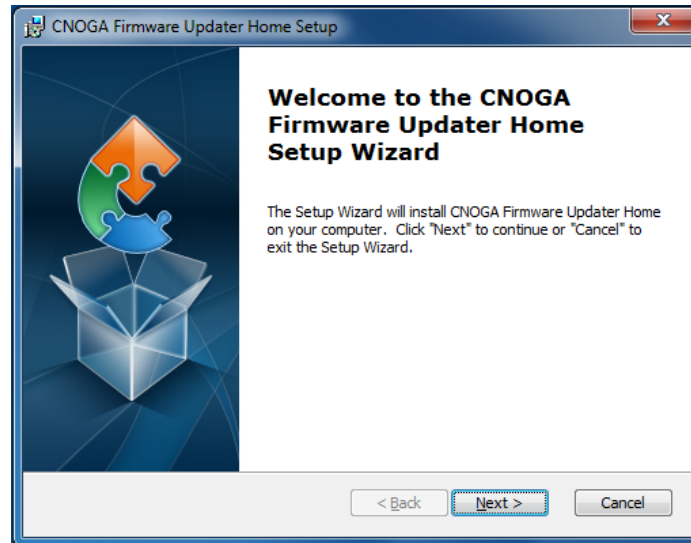 CNOGA Firmware Updater Home Setup
Welcome to the CNOGA
Firmware Updater Home
Setup Wizard
The Setup Wizard will install CNOGA Firmware Updater Home
on your computer. Click "Next" to continue or "Cancel" to
exit the Setup Wizard.
< Back Next > Cancel